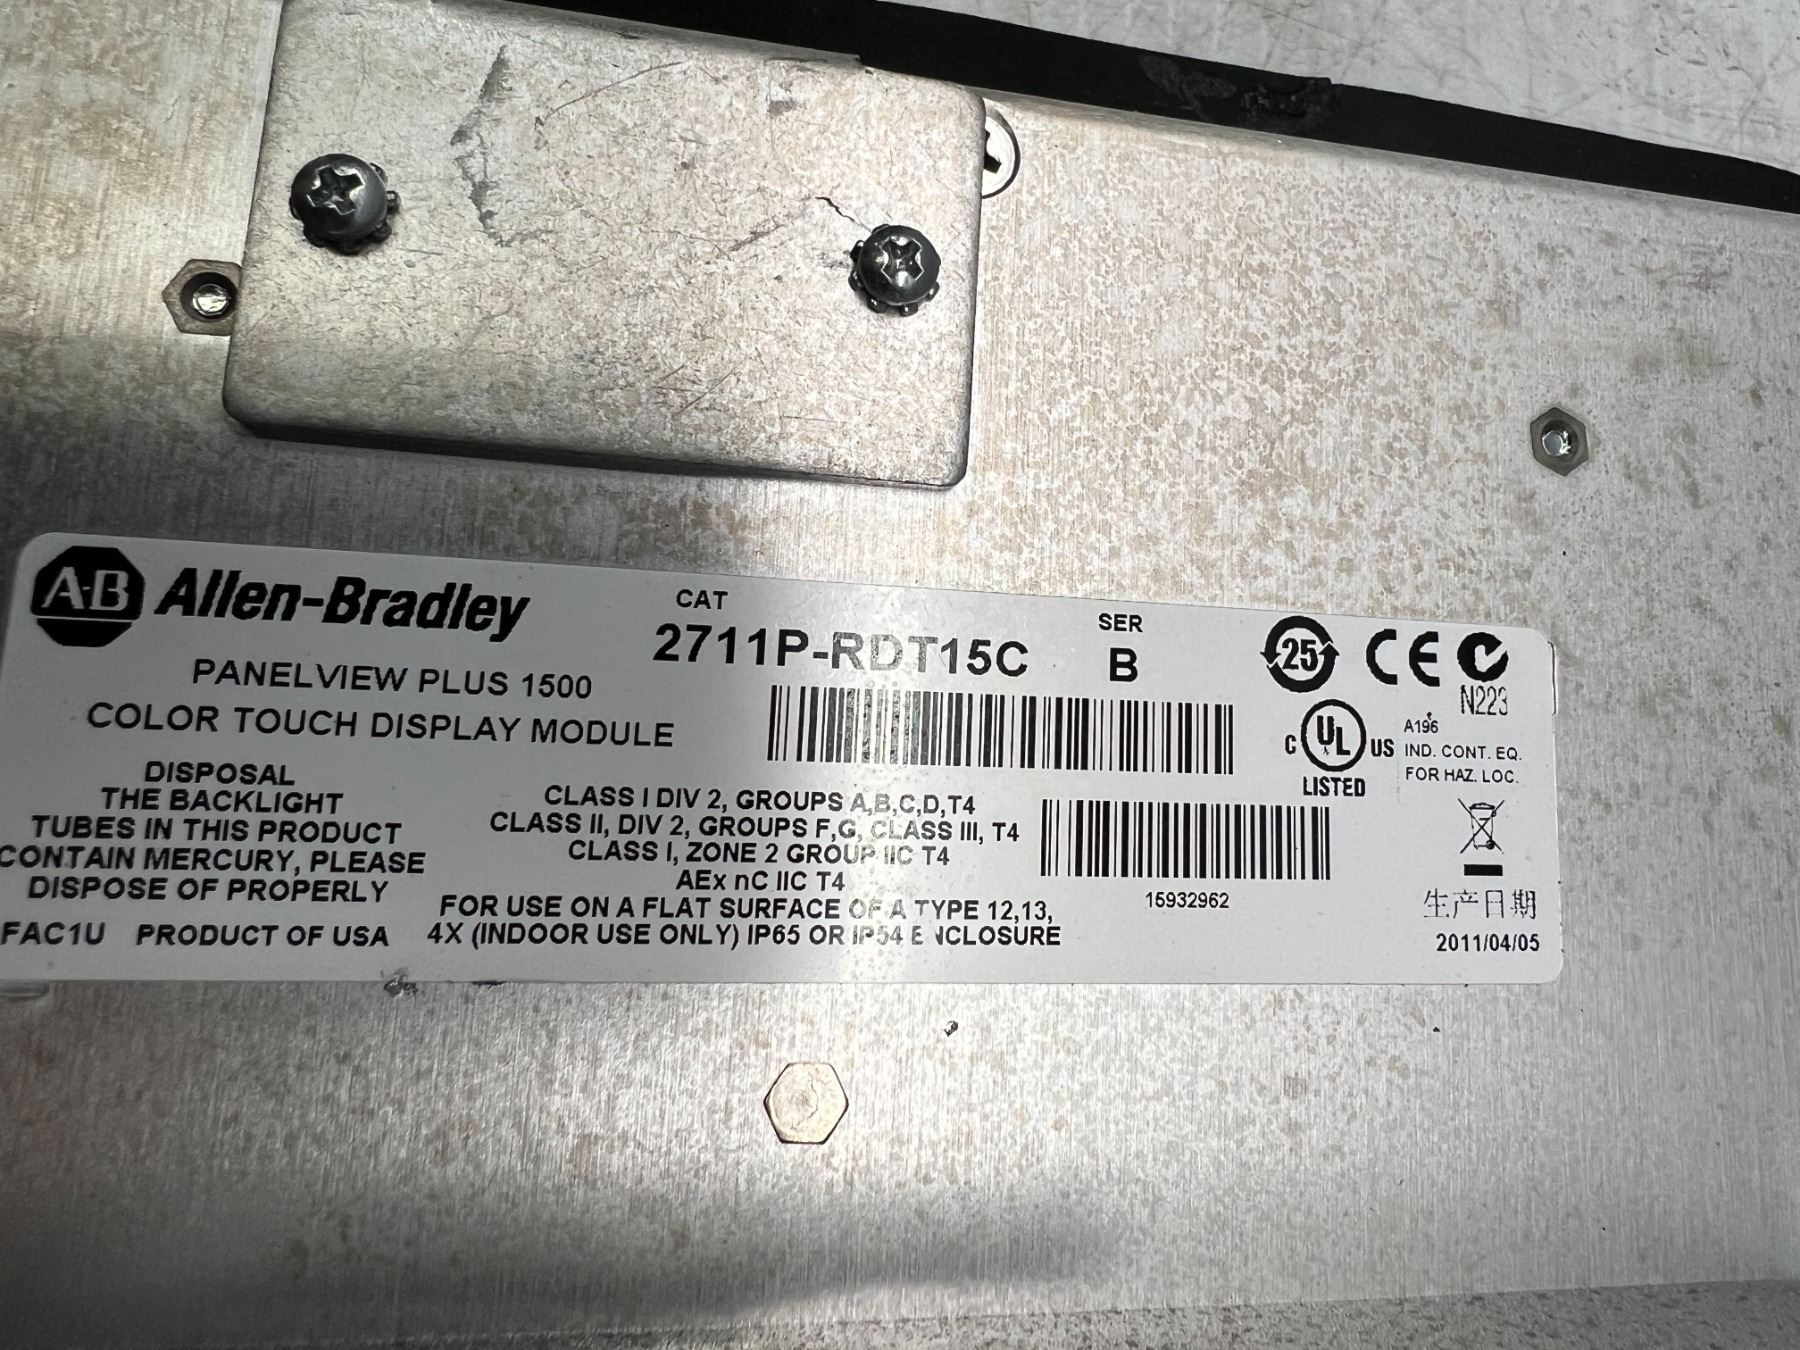 A-B Allen-Bradley
PANELVIEW PLUS 1500
COLOR TOUCH DISPLAY MODULE
DISPOSAL
THE BACKLIGHT
TUBES IN THIS PRODUCT
CONTAIN MERCURY, PLEASE
DISPOSE OF PROPERLY
FAC1U PRODUCT OF USA
CAT
2711P-RDT15C
SER
B
CLASS I DIV 2, GROUPS A,B,C,D,T4
CLASS II, DIV 2, GROUPS F,G, CLASS III, T4
CLASS I, ZONE 2 GROUP IIC T4
AEx nC IIC T4
FOR USE ON A FLAT SURFACE OF A TYPE 12,13,
4X (INDOOR USE ONLY) IP65 OR IP54 ENCLOSURE
15932962
25 CE
N223
C UL US
LISTED
A196
IND. CONT. EQ.
FOR HAZ. LOC.
生产日期
2011/04/05